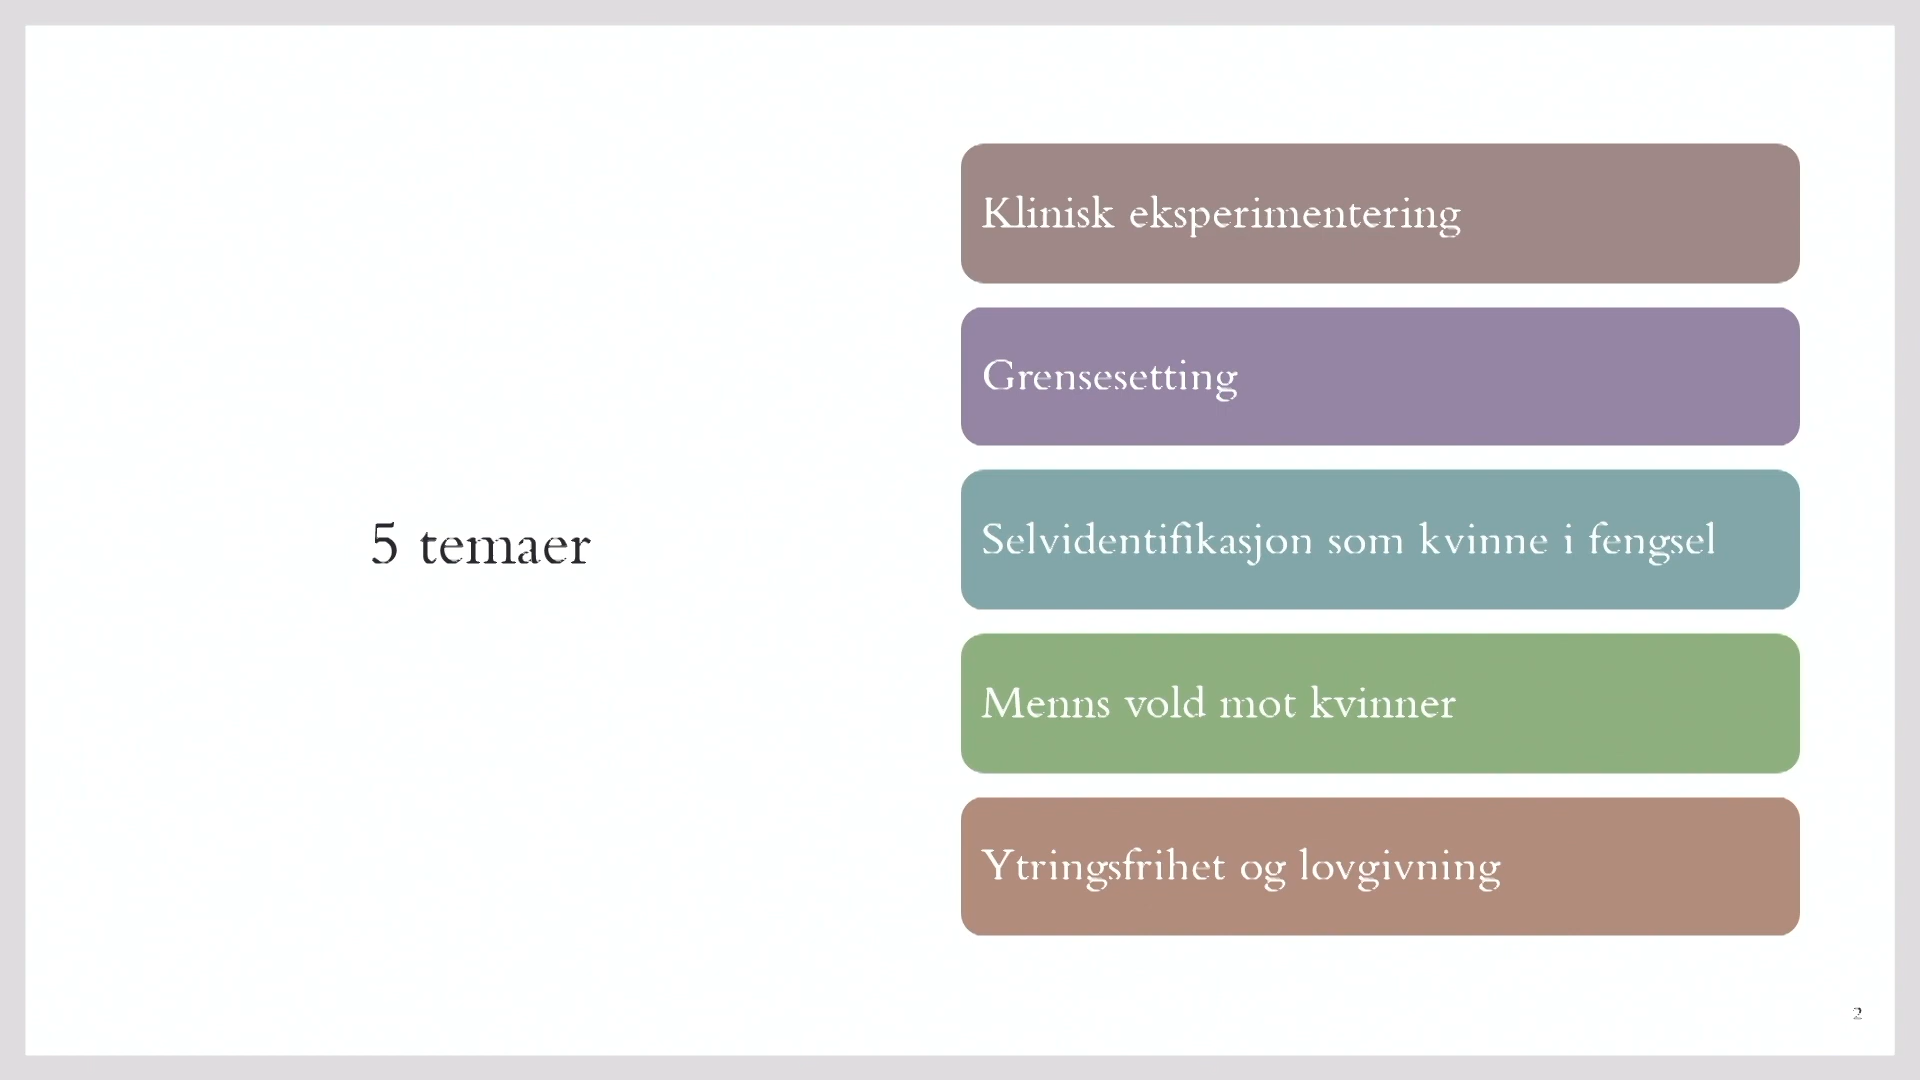 5 temaer
Klinisk eksperimentering
Grensesetting
Selvidentifikasjon som kvinne i fengsel
Menns vold mot kvinner
Ytringsfrihet og lovgivning
2